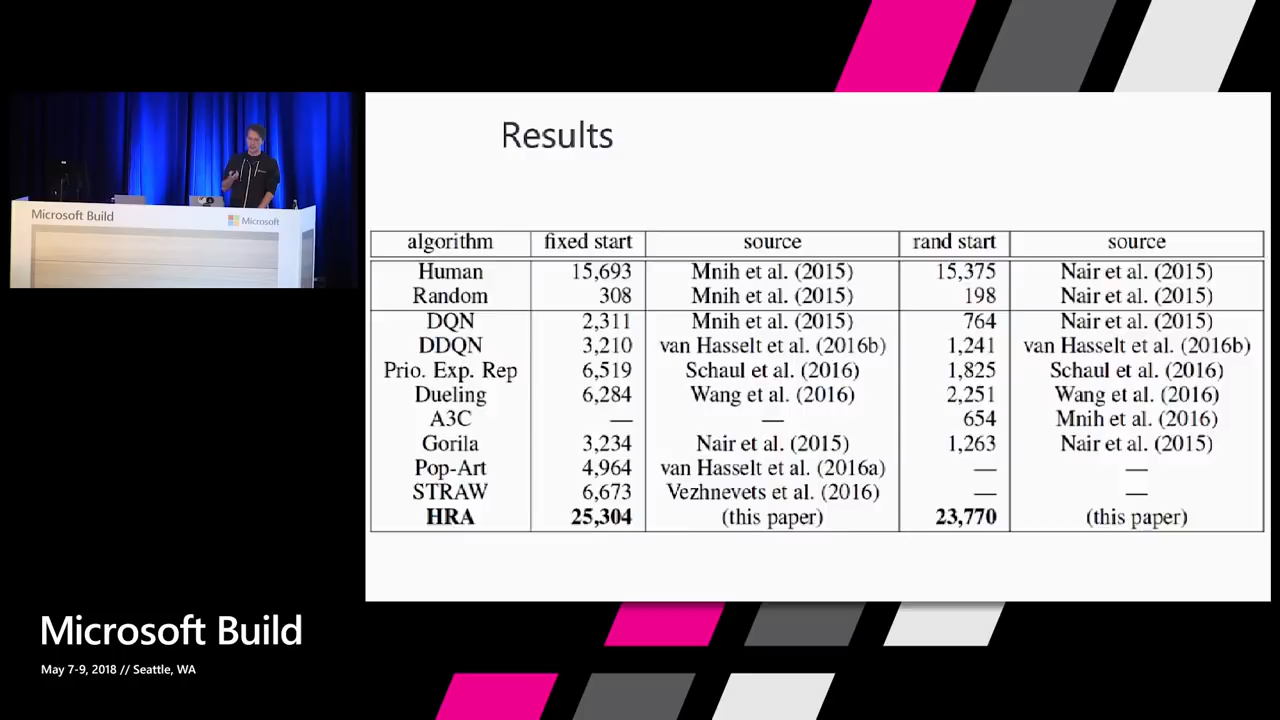 Microsoft Build
Microsoft
Results
algorithm fixed start source rand start source
Human 15,693 Mnih et al. (2015) 15,375 Nair et al. (2015)
Random 308 Mnih et al. (2015) 198 Nair et al. (2015)
DQN 2,311 Mnih et al. (2015) 764 Nair et al. (2015)
DDQN 3,210 van Hasselt et al. (2016b) 1,241 van Hasselt et al. (2016b)
Prio. Exp. Rep 6,519 Schaul et al. (2016) 1,825 Schaul et al. (2016)
Dueling 6,284 Wang et al. (2016) 2,251 Wang et al. (2016)
A3C — — 654 Mnih et al. (2016)
Gorila 3,234 Nair et al. (2015) 1,263 Nair et al. (2015)
Pop-Art 4,964 van Hasselt et al. (2016a) — —
STRAW 6,673 Vezhnevets et al. (2016) — —
HRA 25,304 (this paper) 23,770 (this paper)
Microsoft Build
May 7-9, 2018 // Seattle, WA